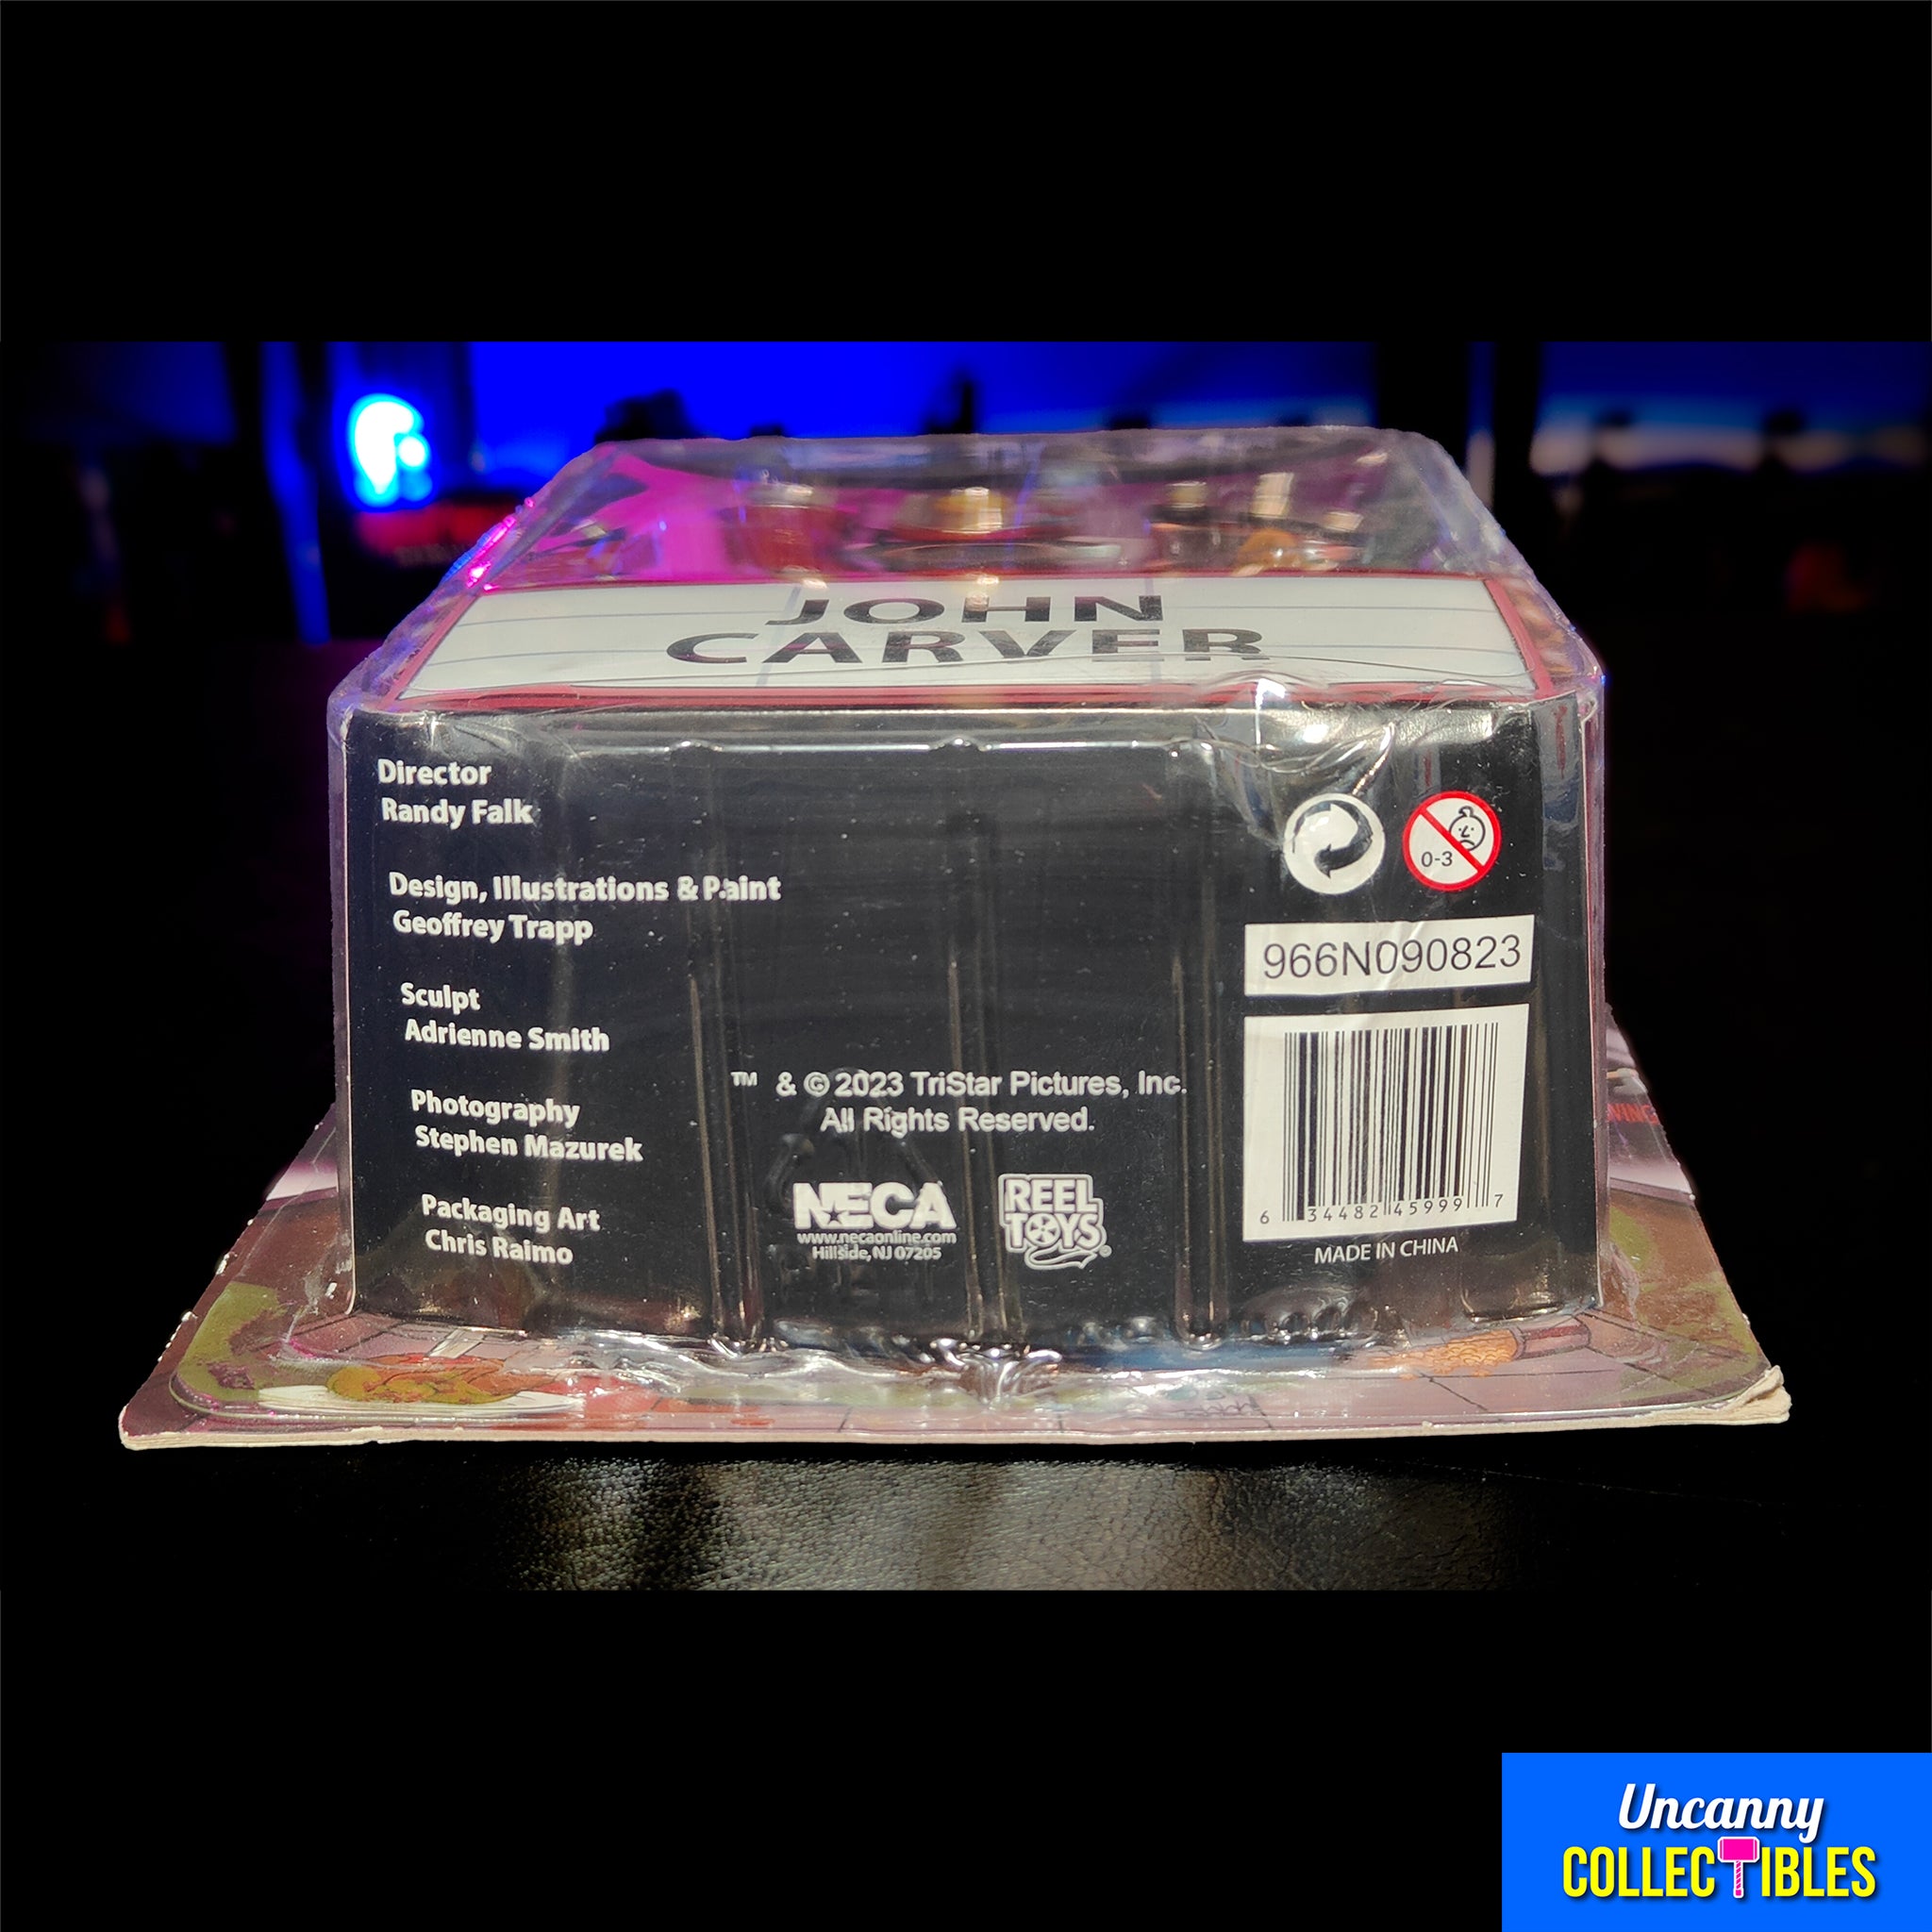 JOHN
CARVER
Director
Randy Falk
Design, Illustrations & Paint
Geoffrey Trapp
Sculpt
Adrienne Smith
Photography
Stephen Mazurek
Packaging Art
Chris Raimo
™ & © 2023 TriStar Pictures, Inc.
All Rights Reserved.
NECA
www.necaonline.com
Hillside, NJ 07205
REEL
TOYS®
0-3
966N090823
6 34482 45999 7
MADE IN CHINA
Uncanny
COLLECTIBLES